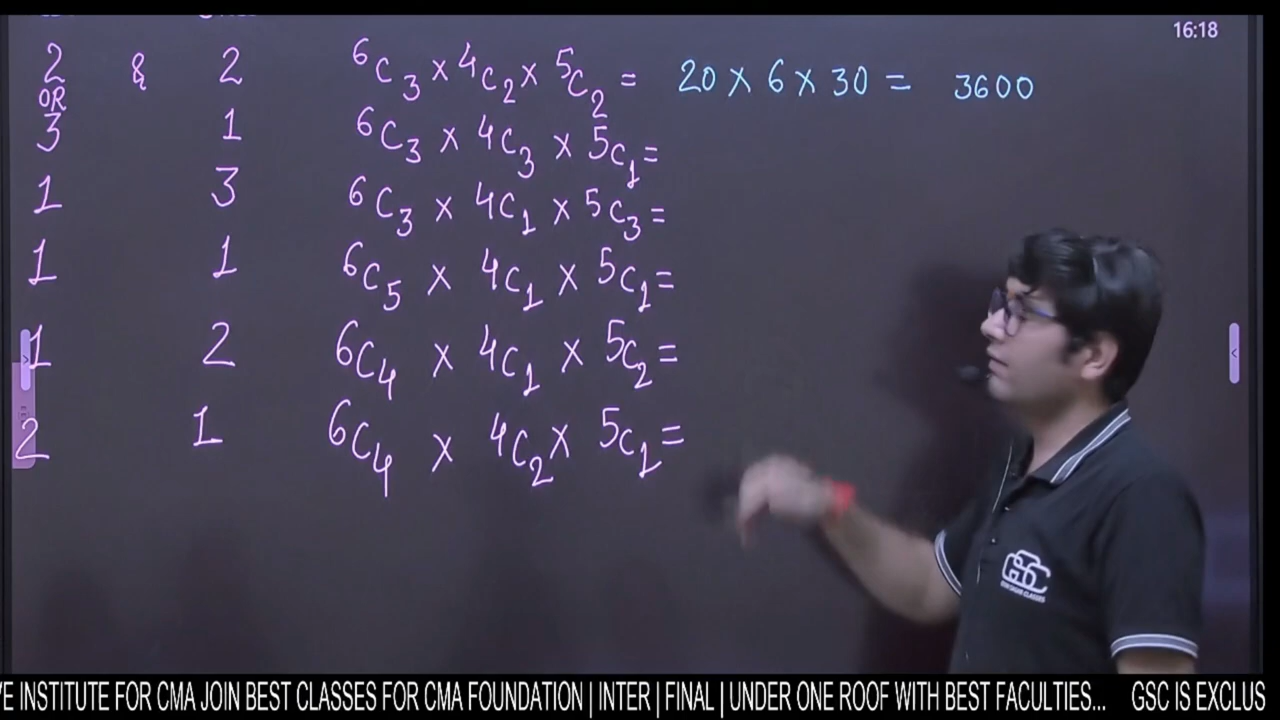 16:18
2 & 2 ⁶C₃ × ⁴C₂ × ⁵C₂ = 20 × 6 × 30 = 3600
OR
3 1 ⁶C₃ × ⁴C₃ × ⁵C₁ =
1 3 ⁶C₃ × ⁴C₁ × ⁵C₃ =
1 1 ⁶C₅ × ⁴C₁ × ⁵C₁ =
1 2 ⁶C₄ × ⁴C₁ × ⁵C₂ =
2 1 ⁶C₄ × ⁴C₂ × ⁵C₁ =
GSC
VE INSTITUTE FOR CMA JOIN BEST CLASSES FOR CMA FOUNDATION | INTER | FINAL | UNDER ONE ROOF WITH BEST FACULTIES... GSC IS EXCLUS